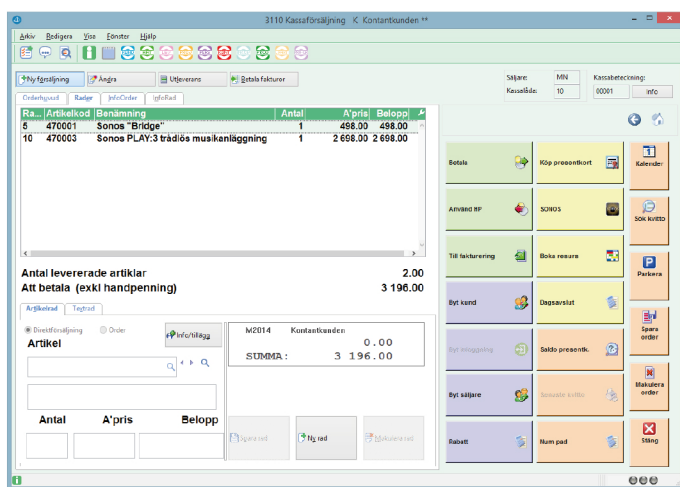 3110 Kassaförsäljning K Kontantkunden **
Arkiv Redigera Visa Fönster Hjälp
Ny försäljning Ändra Utleverans Betala fakturor
Säljare: MN Kassabeteckning:
Kassalåda: 10 00001 Info
Orderhuvud Rader InfoOrder InfoRad
Ra... Artikelkod Benämning Antal A'pris Belopp
5 470001 Sonos "Bridge" 1 498.00 498.00
10 470003 Sonos PLAY:3 trådlös musikanläggning 1 2 698.00 2 698.00
Antal levererade artiklar 2.00
Att betala (exkl handpenning) 3 196.00
Artikelrad Textrad
Direktförsäljning Order Info/tillägg
Artikel
M2014 Kontantkunden
0.00
SUMMA: 3 196.00
Antal A'pris Belopp
Spara rad Ny rad Makulera rad
Betala Köp presentkort Kalender
Använd HP SONOS Sök kvitto
Till fakturering Boka resurs Parkera
Byt kund Dagsavslut Spara order
Byt inloggning Saldo presentk. Makulera order
Byt säljare Senaste kvitto Stäng
Rabatt Num pad